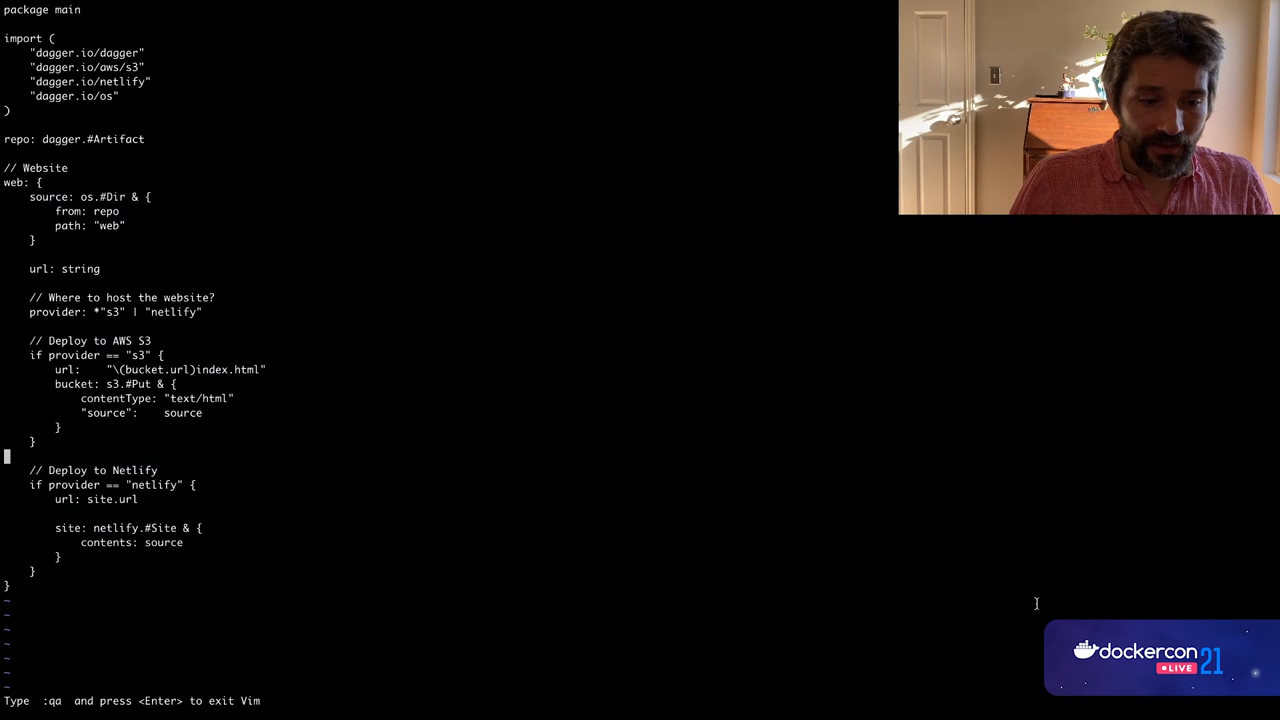 package main
import (
"dagger.io/dagger"
"dagger.io/aws/s3"
"dagger.io/netlify"
"dagger.io/os"
)
repo: dagger.#Artifact
// Website
web: {
source: os.#Dir & {
from: repo
path: "web"
}
url: string
// Where to host the website?
provider: *"s3" | "netlify"
// Deploy to AWS S3
if provider == "s3" {
url:    "\(bucket.url)index.html"
bucket: s3.#Put & {
contentType: "text/html"
"source":    source
}
}
// Deploy to Netlify
if provider == "netlify" {
url: site.url
site: netlify.#Site & {
contents: source
}
}
}
~
~
~
~
~
~
~
Type  :qa  and press <Enter> to exit Vim
dockercon
LIVE 21